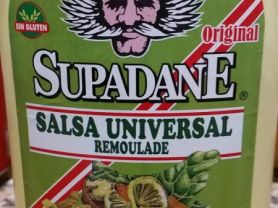 SIN GLUTEN
Original
SUPADANE®
SALSA UNIVERSAL
REMOULADE